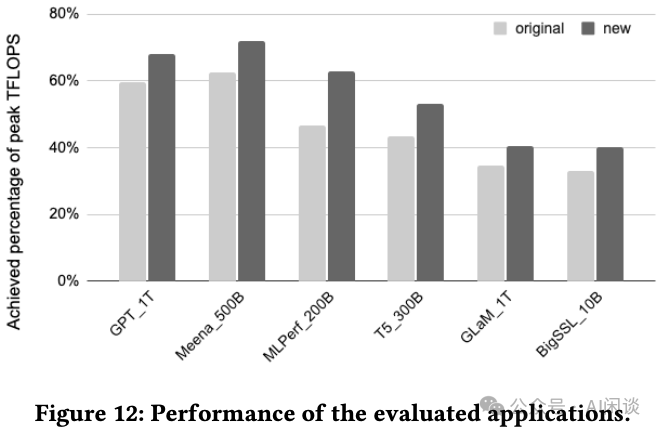 Achieved percentage of peak TFLOPS
80%
60%
40%
20%
0%
original
new
GPT_1T
Meena_500B
MLPerf_200B
T5_300B
GLaM_1T
BigSSL_10B
公众号 · AI闲谈
Figure 12: Performance of the evaluated applications.